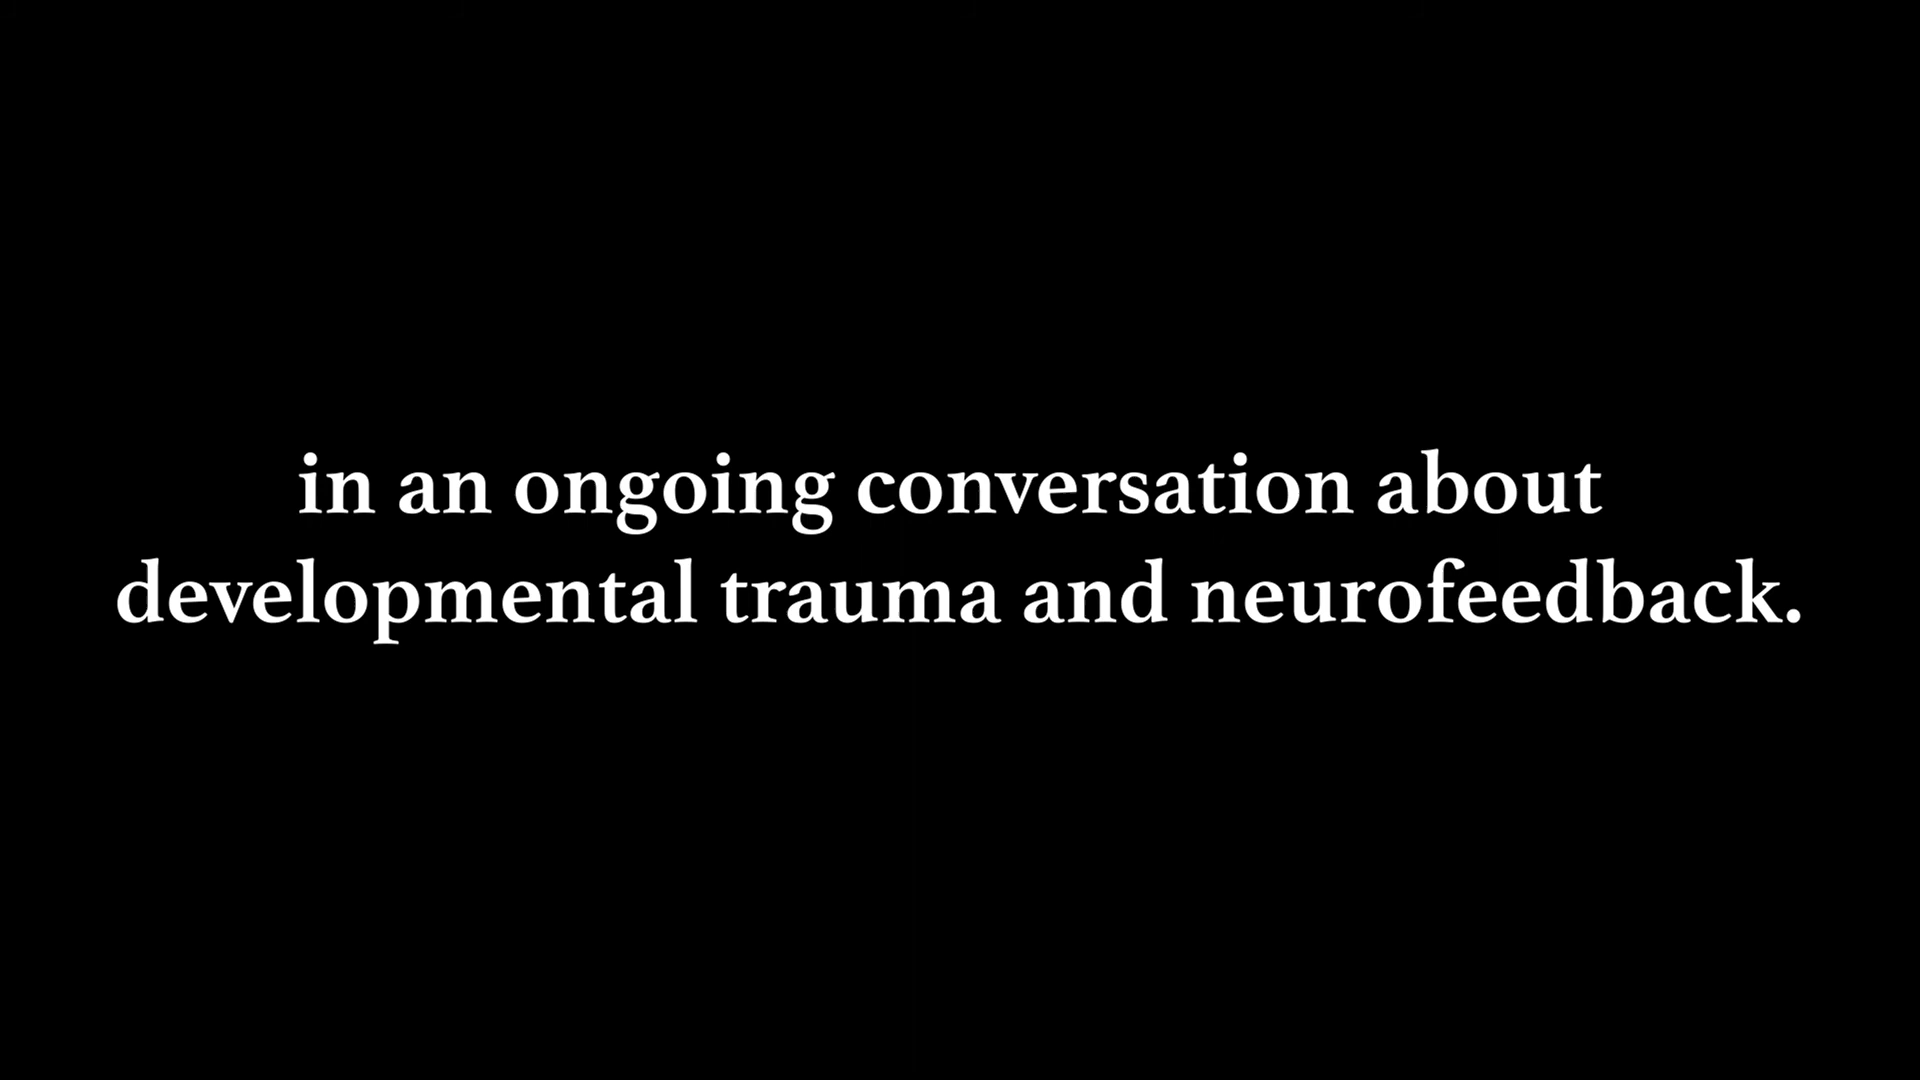 in an ongoing conversation about
developmental trauma and neurofeedback.